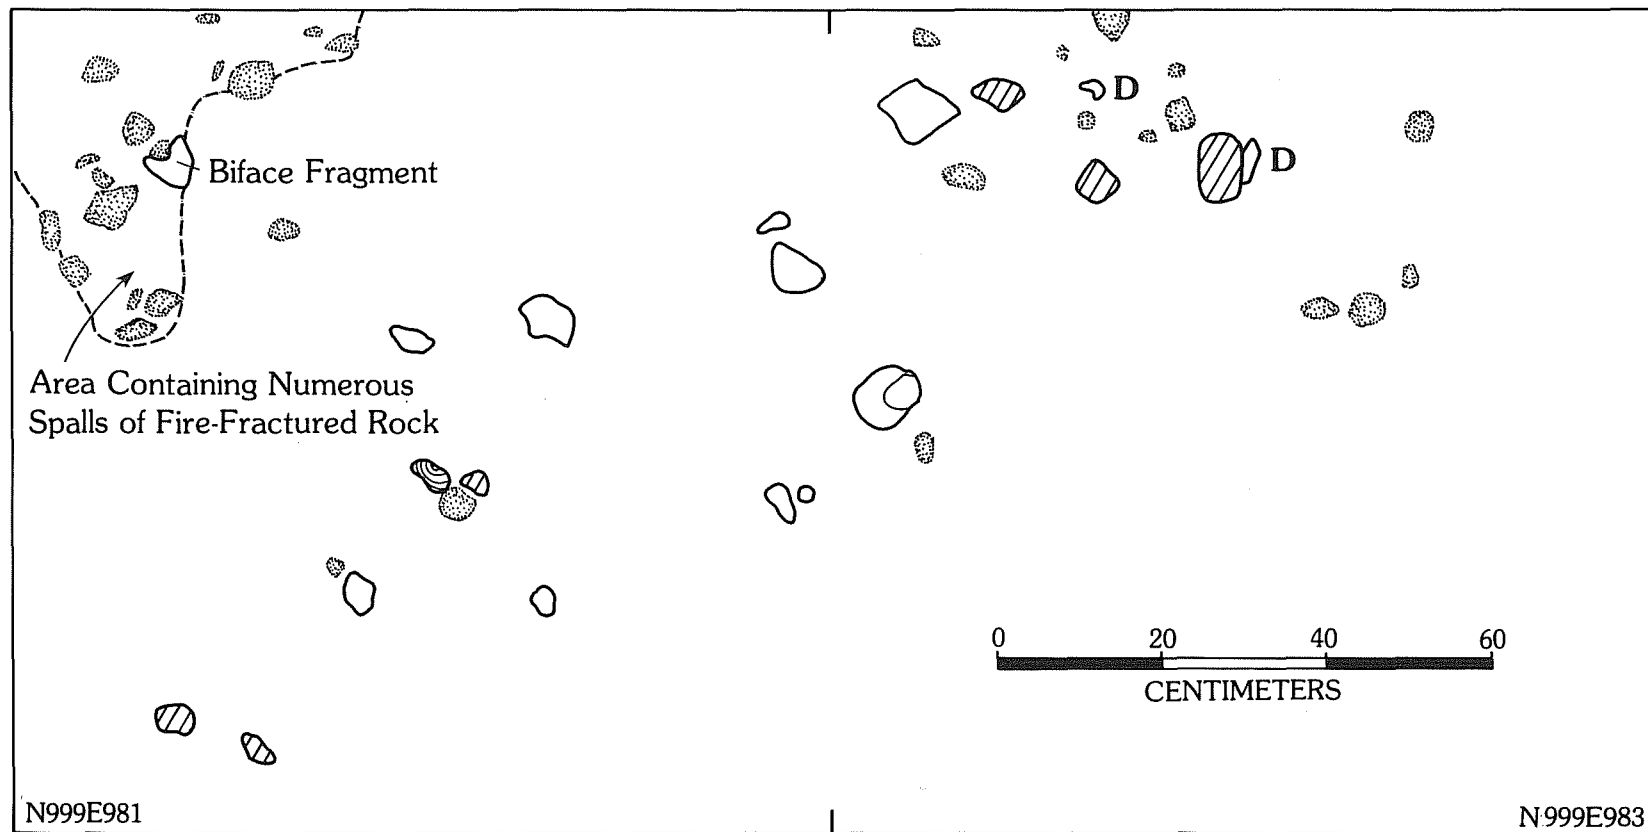 D
Biface Fragment
D
Area Containing Numerous
Spalls of Fire-Fractured Rock
0 20 40 60
CENTIMETERS
N999E981
N999E983